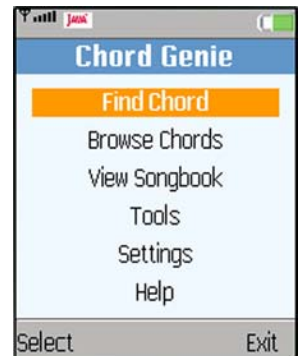 Java
Chord Genie
Find Chord
Browse Chords
View Songbook
Tools
Settings
Help
Select Exit